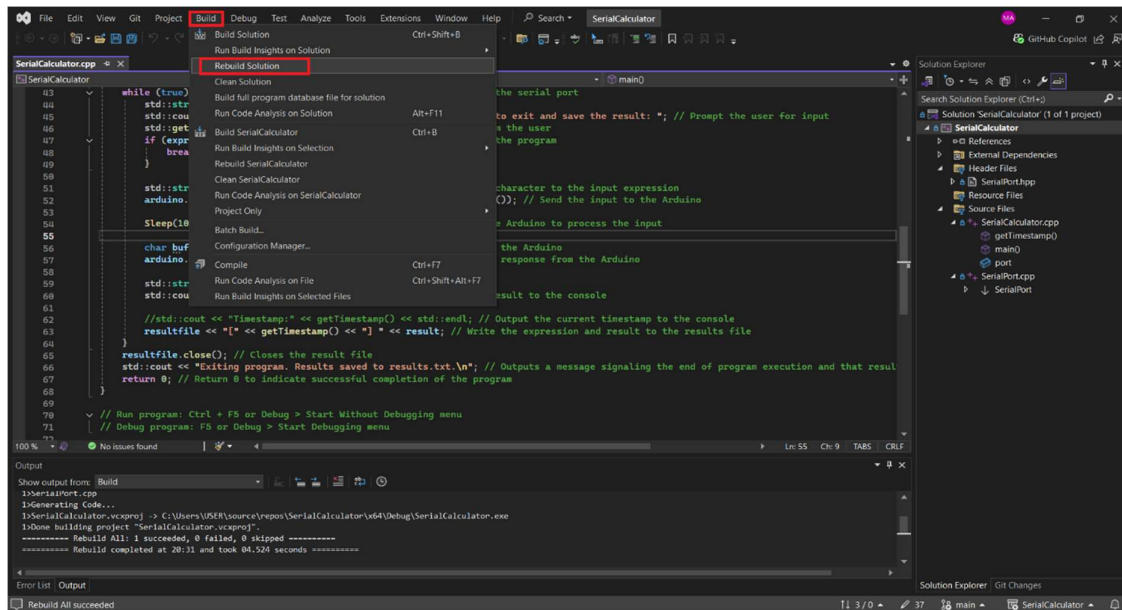 File Edit View Git Project Build Debug Test Analyze Tools Extensions Window Help Search SerialCalculator MA
GitHub Copilot
Build Solution Ctrl+Shift+B
Run Build Insights on Solution
Rebuild Solution
Clean Solution
Build full program database file for solution
Run Code Analysis on Solution Alt+F11
Build SerialCalculator Ctrl+B
Run Build Insights on Selection
Rebuild SerialCalculator
Clean SerialCalculator
Run Code Analysis on SerialCalculator
Project Only
Batch Build...
Configuration Manager...
Compile Ctrl+F7
Run Code Analysis on File Ctrl+Shift+Alt+F7
Run Build Insights on Selected Files
SerialCalculator.cpp
SerialCalculator main()
43 while (true) the serial port
44 std::str
45 std::cou to exit and save the result: "; // Prompt the user for input
46 std::get m the user
47 if (expr the program
48 brea
49 }
50
51 std::str character to the input expression
52 arduino. ()); // Send the input to the Arduino
53
54 Sleep(10 e Arduino to process the input
55
56 char buf the Arduino
57 arduino. response from the Arduino
58
59 std::str
60 std::cou esult to the console
61
62 //std::cout << "Timestamp:" << getTimestamp() << std::endl; // Output the current timestamp to the console
63 resultfile << "[" << getTimestamp() << "] " << result; // Write the expression and result to the results file
64 }
65 resultfile.close(); // Closes the result file
66 std::cout << "Exiting program. Results saved to results.txt.\n"; // Outputs a message signaling the end of program execution and that resul
67 return 0; // Return 0 to indicate successful completion of the program
68 }
69
70 // Run program: Ctrl + F5 or Debug > Start Without Debugging menu
71 // Debug program: F5 or Debug > Start Debugging menu
72
100 % No issues found Ln: 55 Ch: 9 TABS CRLF
Output
Show output from: Build
1>SerialPort.cpp
1>Generating Code...
1>SerialCalculator.vcxproj -> C:\Users\USER\source\repos\SerialCalculator\x64\Debug\SerialCalculator.exe
1>Done building project "SerialCalculator.vcxproj".
========== Rebuild All: 1 succeeded, 0 failed, 0 skipped ==========
========== Rebuild completed at 20:31 and took 04.524 seconds ==========
Error List Output
Solution Explorer
Search Solution Explorer (Ctrl+;)
Solution 'SerialCalculator' (1 of 1 project)
SerialCalculator
References
External Dependencies
Header Files
SerialPort.hpp
Resource Files
Source Files
SerialCalculator.cpp
getTimestamp()
main()
port
SerialPort.cpp
SerialPort
Solution Explorer Git Changes
Rebuild All succeeded 3 / 0 37 main SerialCalculator